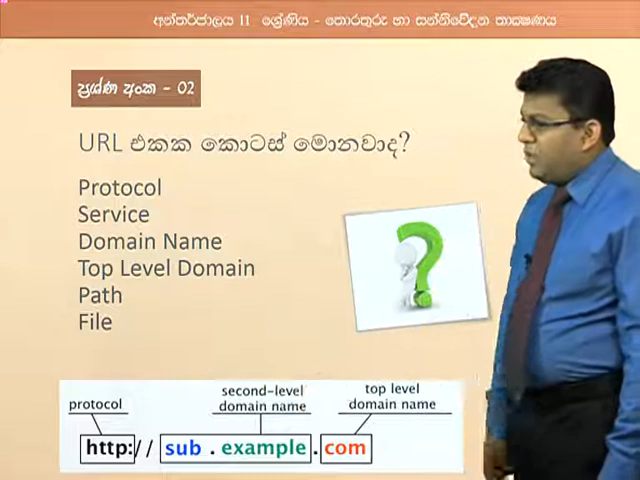 අන්තර්ජාලය 11 ශ්‍රේණිය - තොරතුරු හා සන්නිවේදන තාක්ෂණය
ප්‍රශ්ණ අංක - 02
URL එකක කොටස් මොනවාද?
Protocol
Service
Domain Name
Top Level Domain
Path
File
protocol
second-level
domain name
top level
domain name
http:// sub . example . com